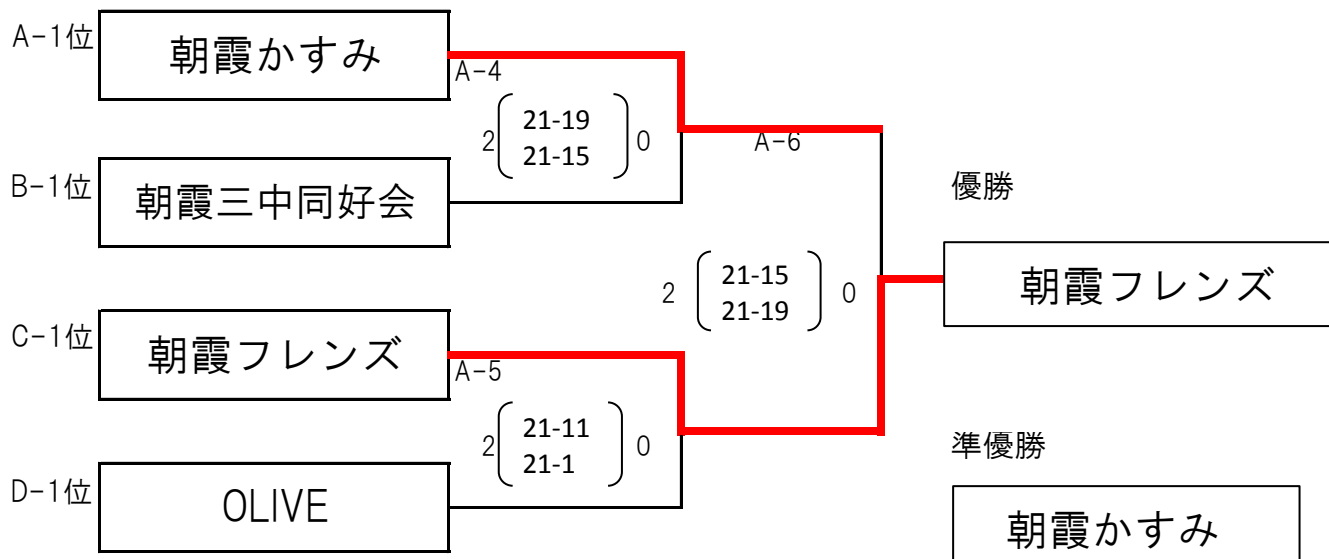 A-1位
朝霞かすみ
A-4
2
21-19
21-15
0
A-6
B-1位
朝霞三中同好会
優勝
2
21-15
21-19
0
朝霞フレンズ
C-1位
朝霞フレンズ
A-5
2
21-11
21-1
0
D-1位
OLIVE
準優勝
朝霞かすみ